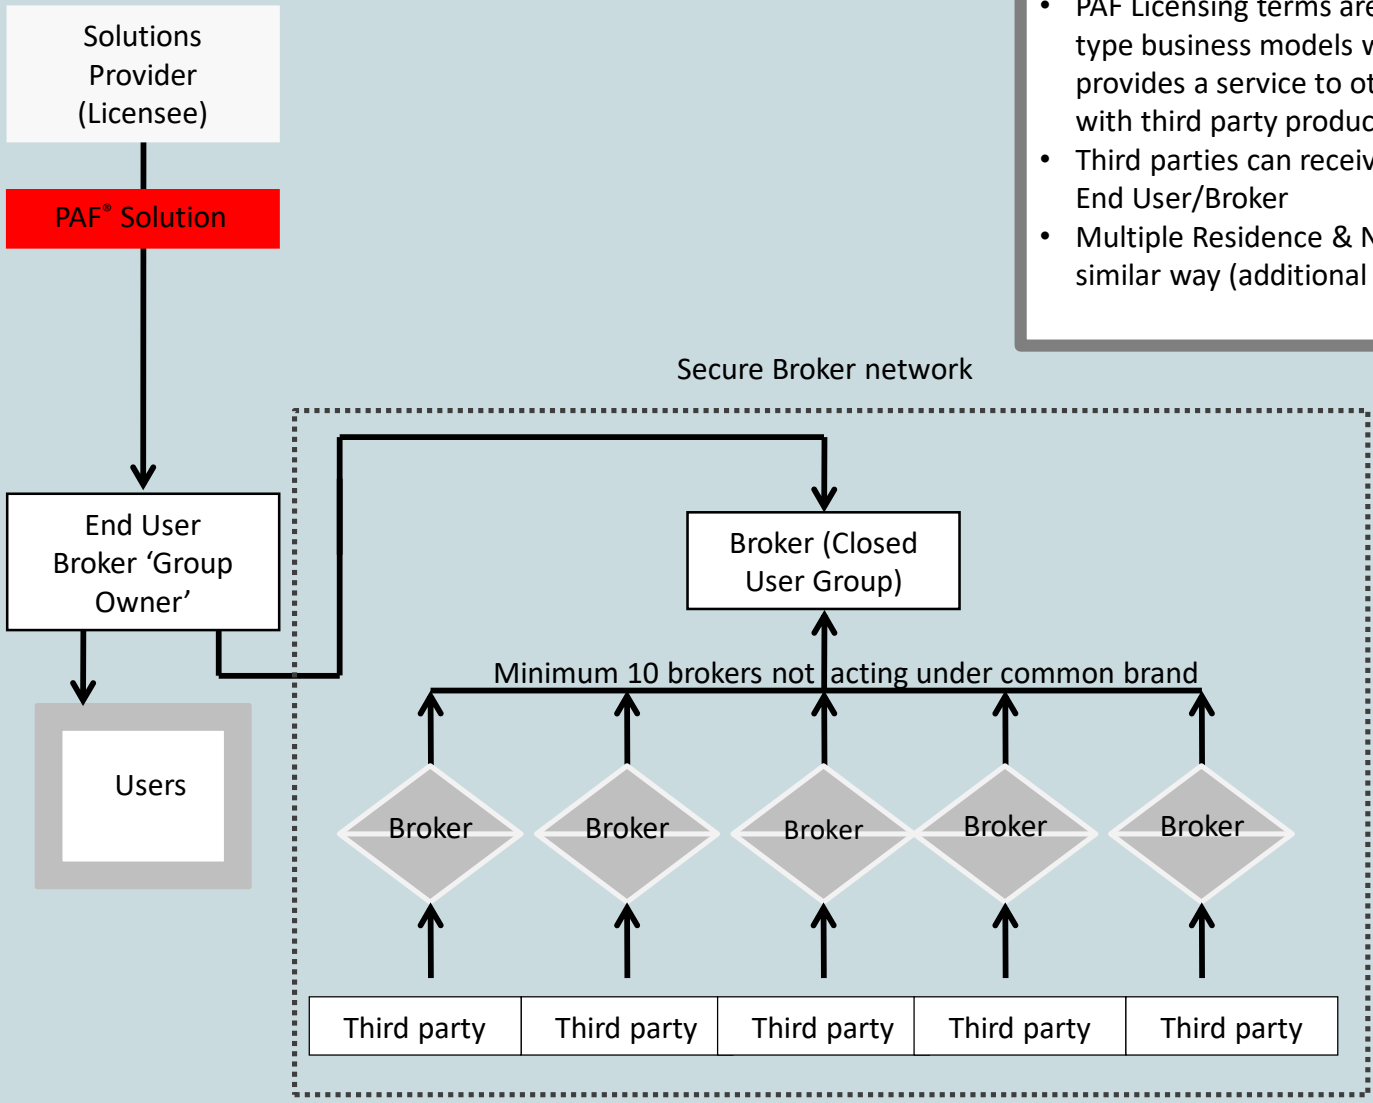 Solutions
Provider
(Licensee)
PAF® Solution
• PAF Licensing terms are
type business models
provides a service to
with third party
• Third parties can
End User/Broker
• Multiple Residence &
similar way (additional
Secure Broker network
End User
Broker ‘Group
Owner’
Broker (Closed
User Group)
Minimum 10 brokers not acting under common brand
Users
Broker
Broker
Broker
Broker
Broker
Third party
Third party
Third party
Third party
Third party